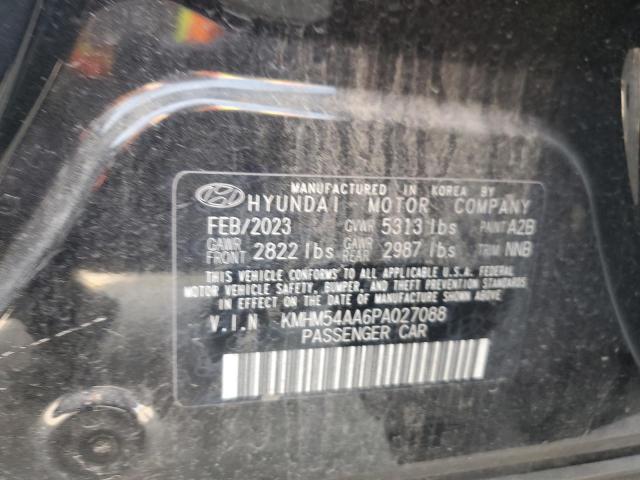 MANUFACTURED IN KOREA BY
HYUNDAI MOTOR COMPANY
FEB/2023 GVWR 5313 lbs PAINT A2B
GAWR FRONT 2822 lbs GAWR REAR 2987 lbs TRIM NNB
THIS VEHICLE CONFORMS TO ALL APPLICABLE U.S.A. FEDERAL
MOTOR VEHICLE SAFETY, BUMPER, AND THEFT PREVENTION STANDARDS
IN EFFECT ON THE DATE OF MANUFACTURE SHOWN ABOVE.
V.I.N KMHM54AA6PA027088
PASSENGER CAR